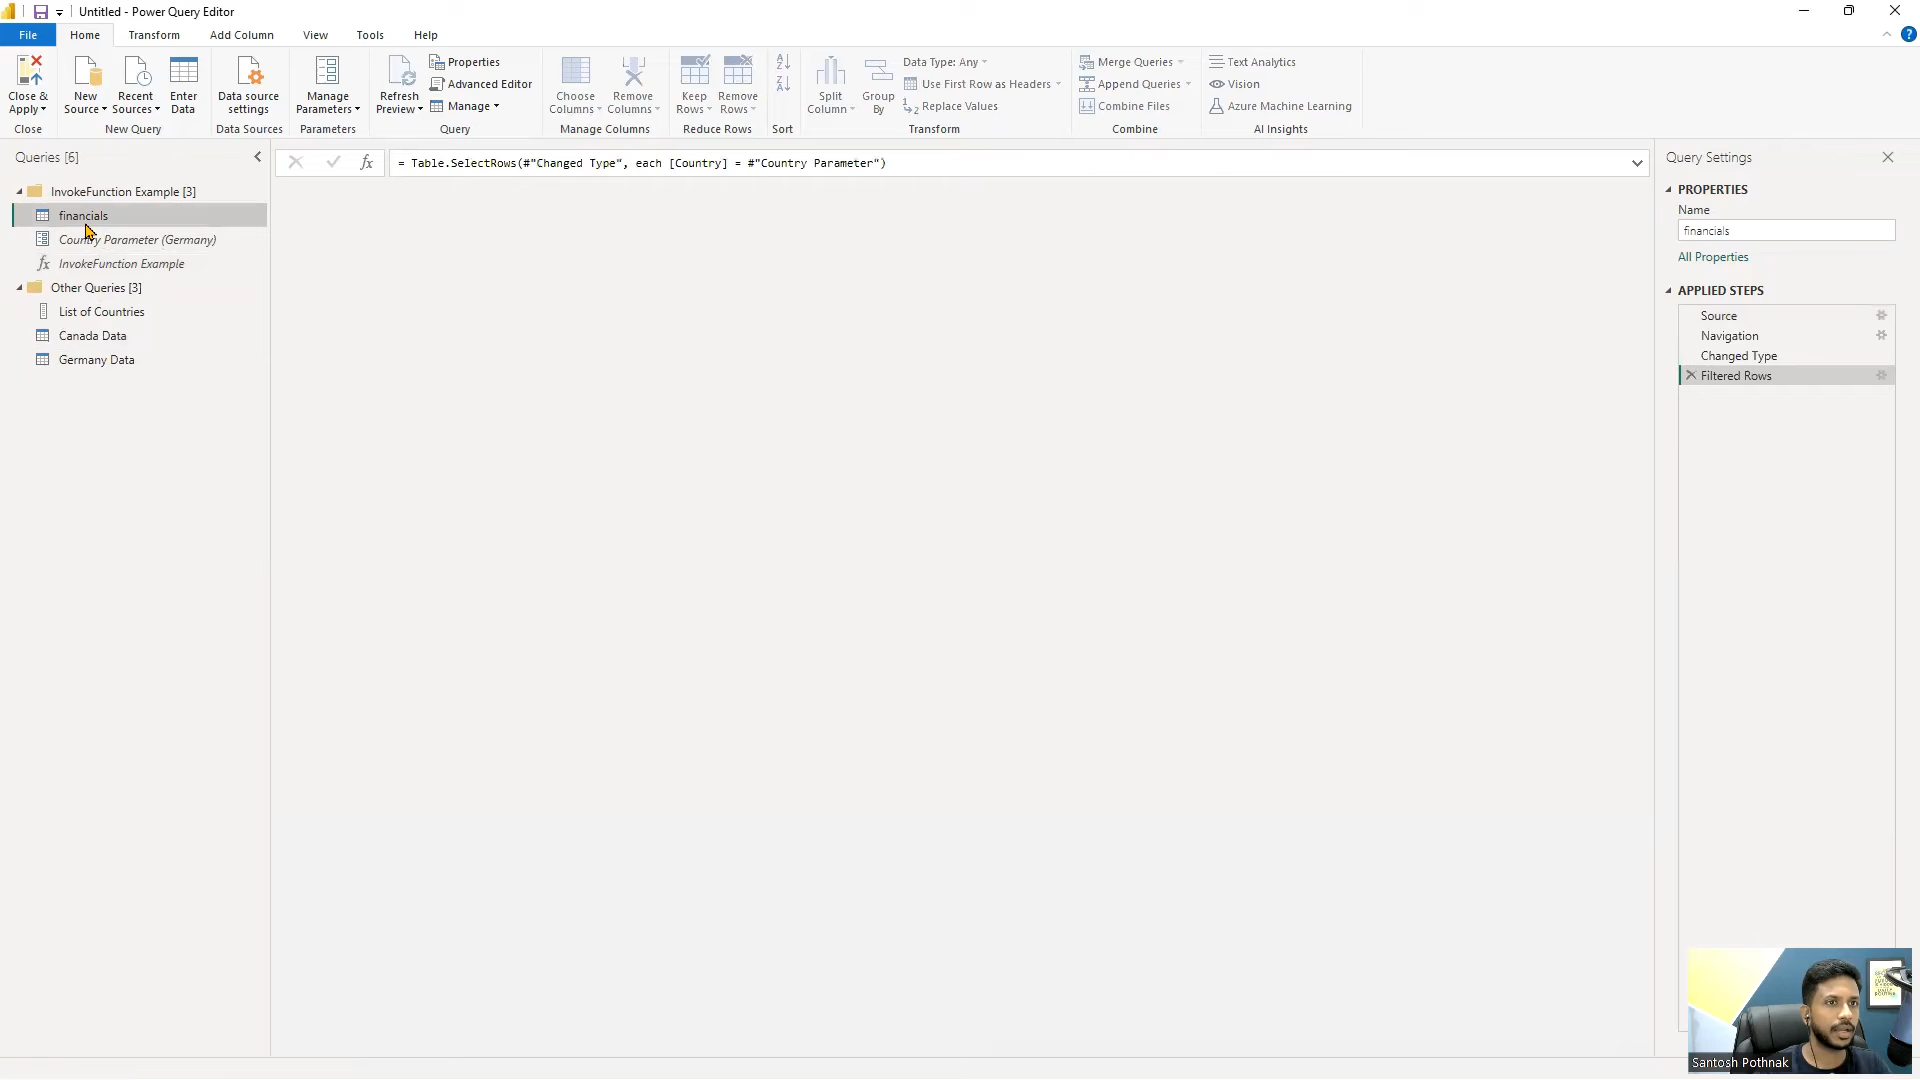 Untitled - Power Query Editor
File
Home
Transform
Add Column
View
Tools
Help
Close &
Apply
Close
New
Source
Recent
Sources
Enter
Data
New Query
Data source
settings
Data Sources
Manage
Parameters
Parameters
Refresh
Preview
Properties
Advanced Editor
Manage
Query
Choose
Columns
Remove
Columns
Manage Columns
Keep
Rows
Remove
Rows
Reduce Rows
Sort
Split
Column
Group
By
Data Type: Any
Use First Row as Headers
Replace Values
Transform
Merge Queries
Append Queries
Combine Files
Combine
Text Analytics
Vision
Azure Machine Learning
AI Insights
Queries [6]
InvokeFunction Example [3]
financials
Country Parameter (Germany)
InvokeFunction Example
Other Queries [3]
List of Countries
Canada Data
Germany Data
= Table.SelectRows(#"Changed Type", each [Country] = #"Country Parameter")
Query Settings
PROPERTIES
Name
financials
All Properties
APPLIED STEPS
Source
Navigation
Changed Type
Filtered Rows
Santosh Pothnak